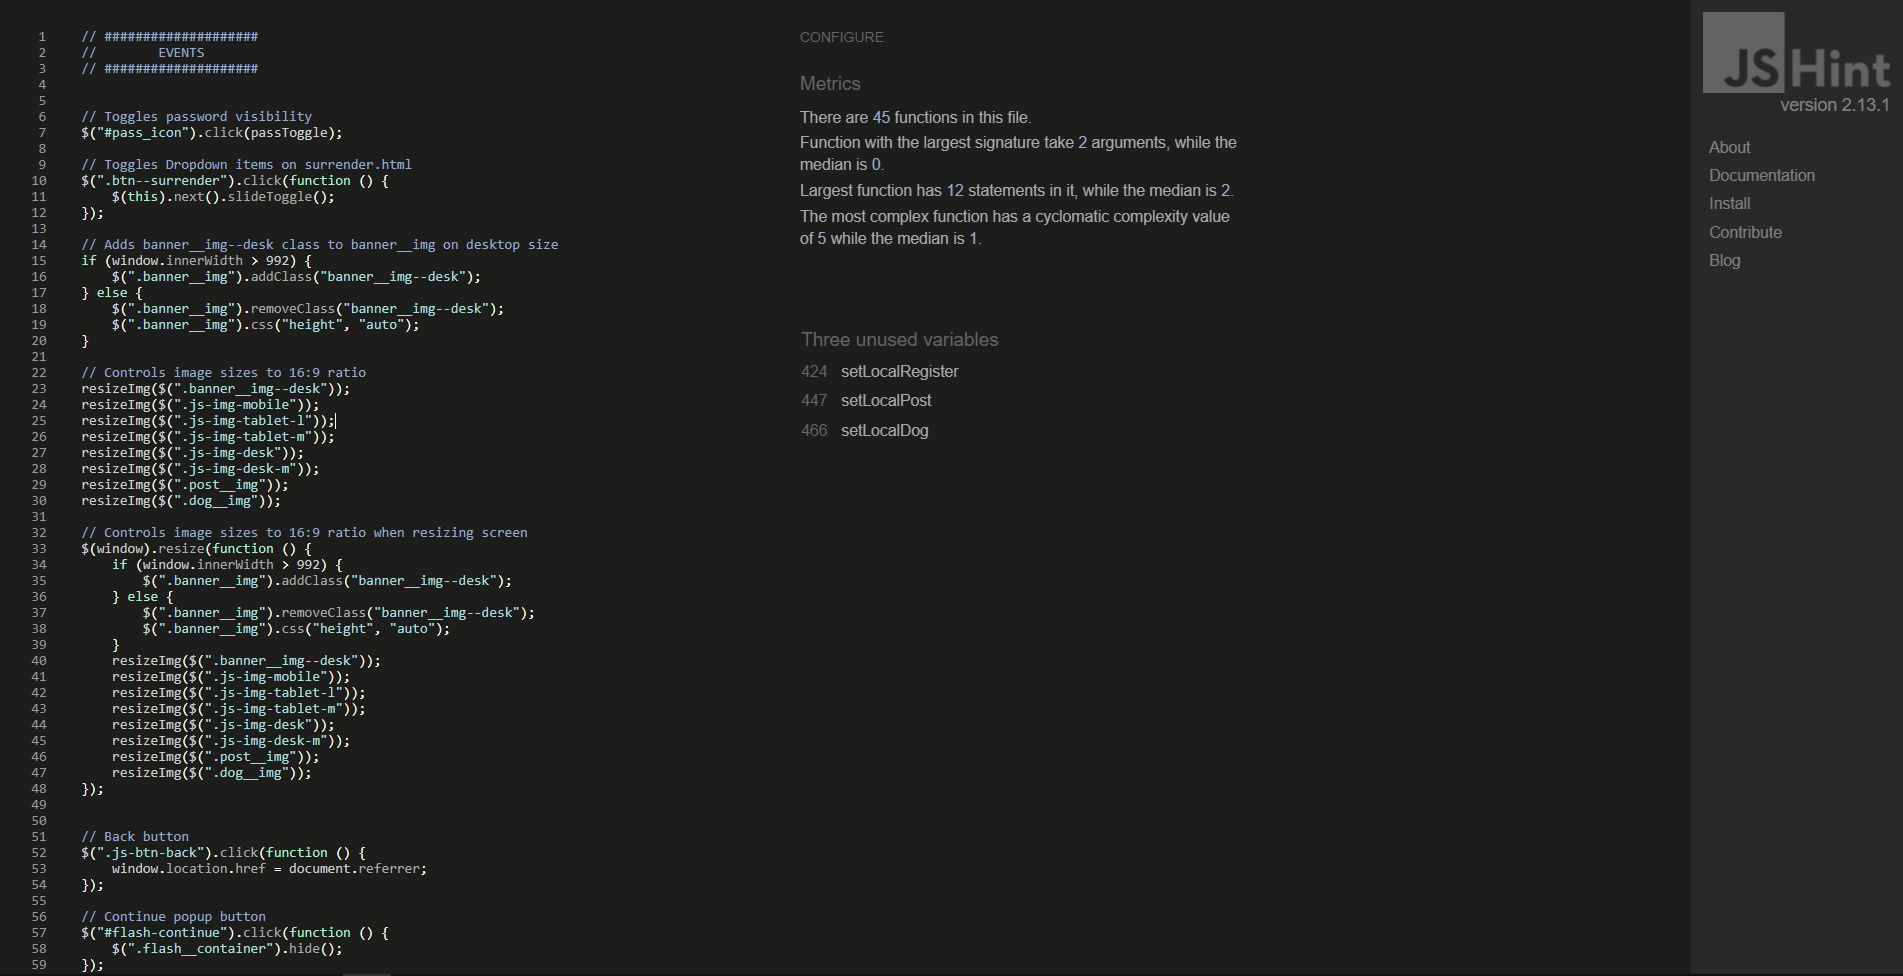 1 // ####################
2 //        EVENTS
3 // ####################
4
5
6 // Toggles password visibility
7 $("#pass_icon").click(passToggle);
8
9 // Toggles Dropdown items on surrender.html
10 $(".btn--surrender").click(function () {
11     $(this).next().slideToggle();
12 });
13
14 // Adds banner__img--desk class to banner__img on desktop size
15 if (window.innerWidth > 992) {
16     $(".banner__img").addClass("banner__img--desk");
17 } else {
18     $(".banner__img").removeClass("banner__img--desk");
19     $(".banner__img").css("height", "auto");
20 }
21
22 // Controls image sizes to 16:9 ratio
23 resizeImg($(".banner__img--desk"));
24 resizeImg($(".js-img-mobile"));
25 resizeImg($(".js-img-tablet-l"));
26 resizeImg($(".js-img-tablet-m"));
27 resizeImg($(".js-img-desk"));
28 resizeImg($(".js-img-desk-m"));
29 resizeImg($(".post__img"));
30 resizeImg($(".dog__img"));
31
32 // Controls image sizes to 16:9 ratio when resizing screen
33 $(window).resize(function () {
34     if (window.innerWidth > 992) {
35         $(".banner__img").addClass("banner__img--desk");
36     } else {
37         $(".banner__img").removeClass("banner__img--desk");
38         $(".banner__img").css("height", "auto");
39     }
40     resizeImg($(".banner__img--desk"));
41     resizeImg($(".js-img-mobile"));
42     resizeImg($(".js-img-tablet-l"));
43     resizeImg($(".js-img-tablet-m"));
44     resizeImg($(".js-img-desk"));
45     resizeImg($(".js-img-desk-m"));
46     resizeImg($(".post__img"));
47     resizeImg($(".dog__img"));
48 });
49
50
51 // Back button
52 $(".js-btn-back").click(function () {
53     window.location.href = document.referrer;
54 });
55
56 // Continue popup button
57 $("#flash-continue").click(function () {
58     $(".flash__container").hide();
59 });
CONFIGURE
Metrics
There are 45 functions in this file.
Function with the largest signature take 2 arguments, while the
median is 0.
Largest function has 12 statements in it, while the median is 2.
The most complex function has a cyclomatic complexity value
of 5 while the median is 1.
Three unused variables
424 setLocalRegister
447 setLocalPost
466 setLocalDog
JSHint
version 2.13.1
About
Documentation
Install
Contribute
Blog